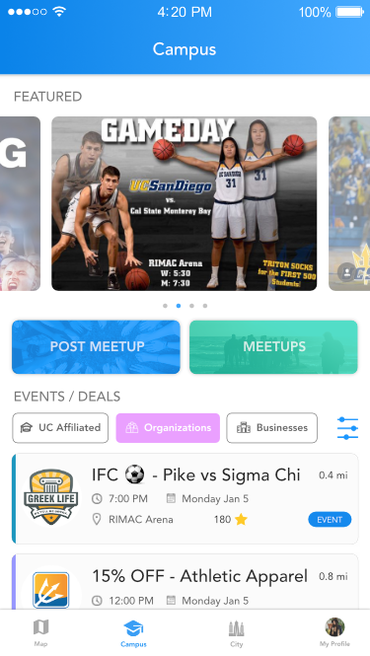 4:20 PM
100%
Campus
FEATURED
G
GAMEDAY
UC San Diego
vs.
Cal State Monterey Bay
31
31
RIMAC Arena
W: 5:30
M: 7:30
TRITON SOCKS
for the FIRST 500
Students!
POST MEETUP
MEETUPS
EVENTS / DEALS
UC Affiliated
Organizations
Businesses
GREEK LIFE
IFC ⚽ - Pike vs Sigma Chi
0.4 mi
7:00 PM
Monday Jan 5
RIMAC Arena
180
EVENT
15% OFF - Athletic Apparel
0.8 mi
12:00 PM
Monday Jan 5
Map
Campus
City
My Profile